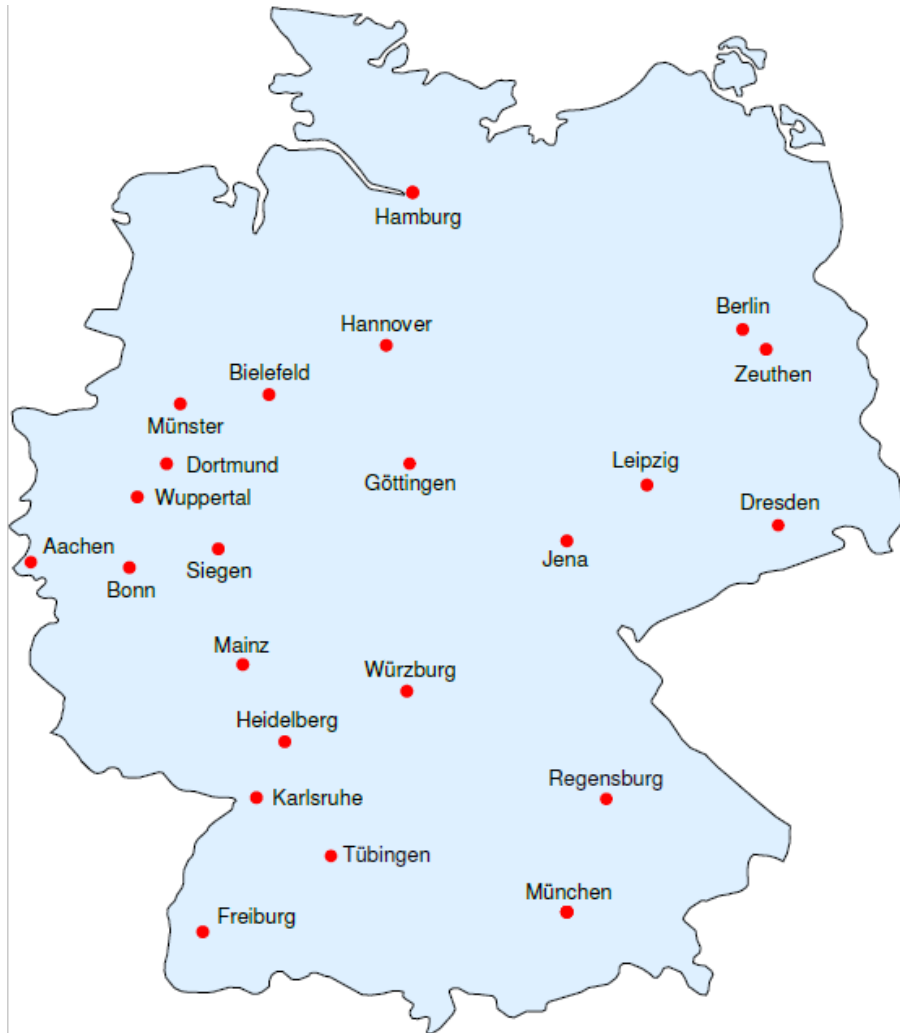 Hamburg
Berlin
Hannover
Zeuthen
Bielefeld
Münster
Dortmund
Leipzig
Göttingen
Wuppertal
Dresden
Aachen
Jena
Siegen
Bonn
Mainz
Würzburg
Heidelberg
Regensburg
Karlsruhe
Tübingen
München
Freiburg